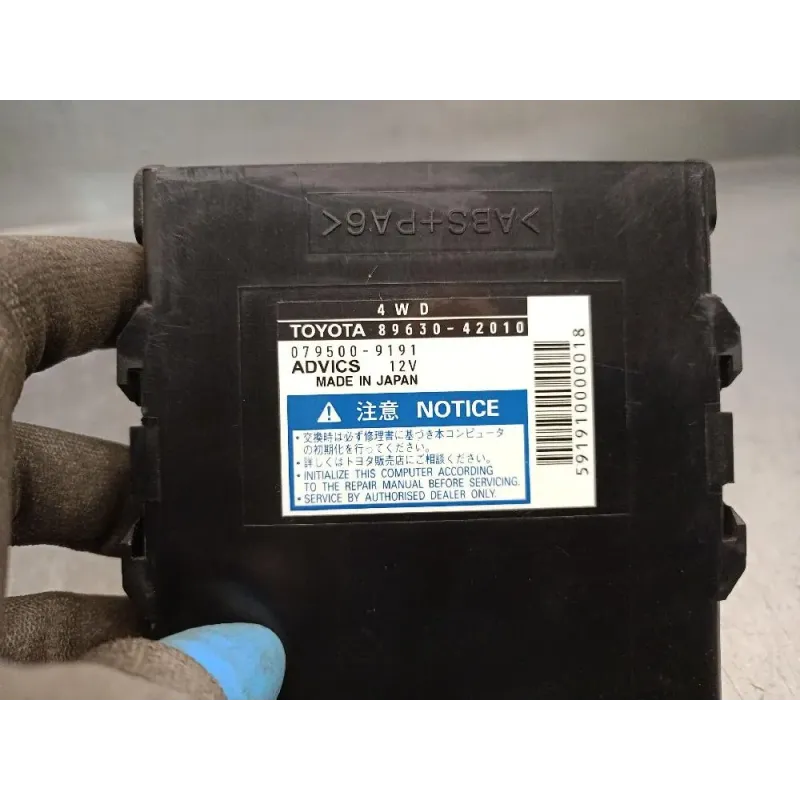 >ABS+PA6<
4WD
TOYOTA 89630-42010
079500-9191
ADVICS 12V
MADE IN JAPAN
注意 NOTICE
・交換時は必ず修理書に基づき本コンピュータ
の初期化を行ってください。
・詳しくはトヨタ販売店にご相談ください。
・INITIALIZE THIS COMPUTER ACCORDING
TO THE REPAIR MANUAL BEFORE SERVICING.
・SERVICE BY AUTHORISED DEALER ONLY.
591910000018